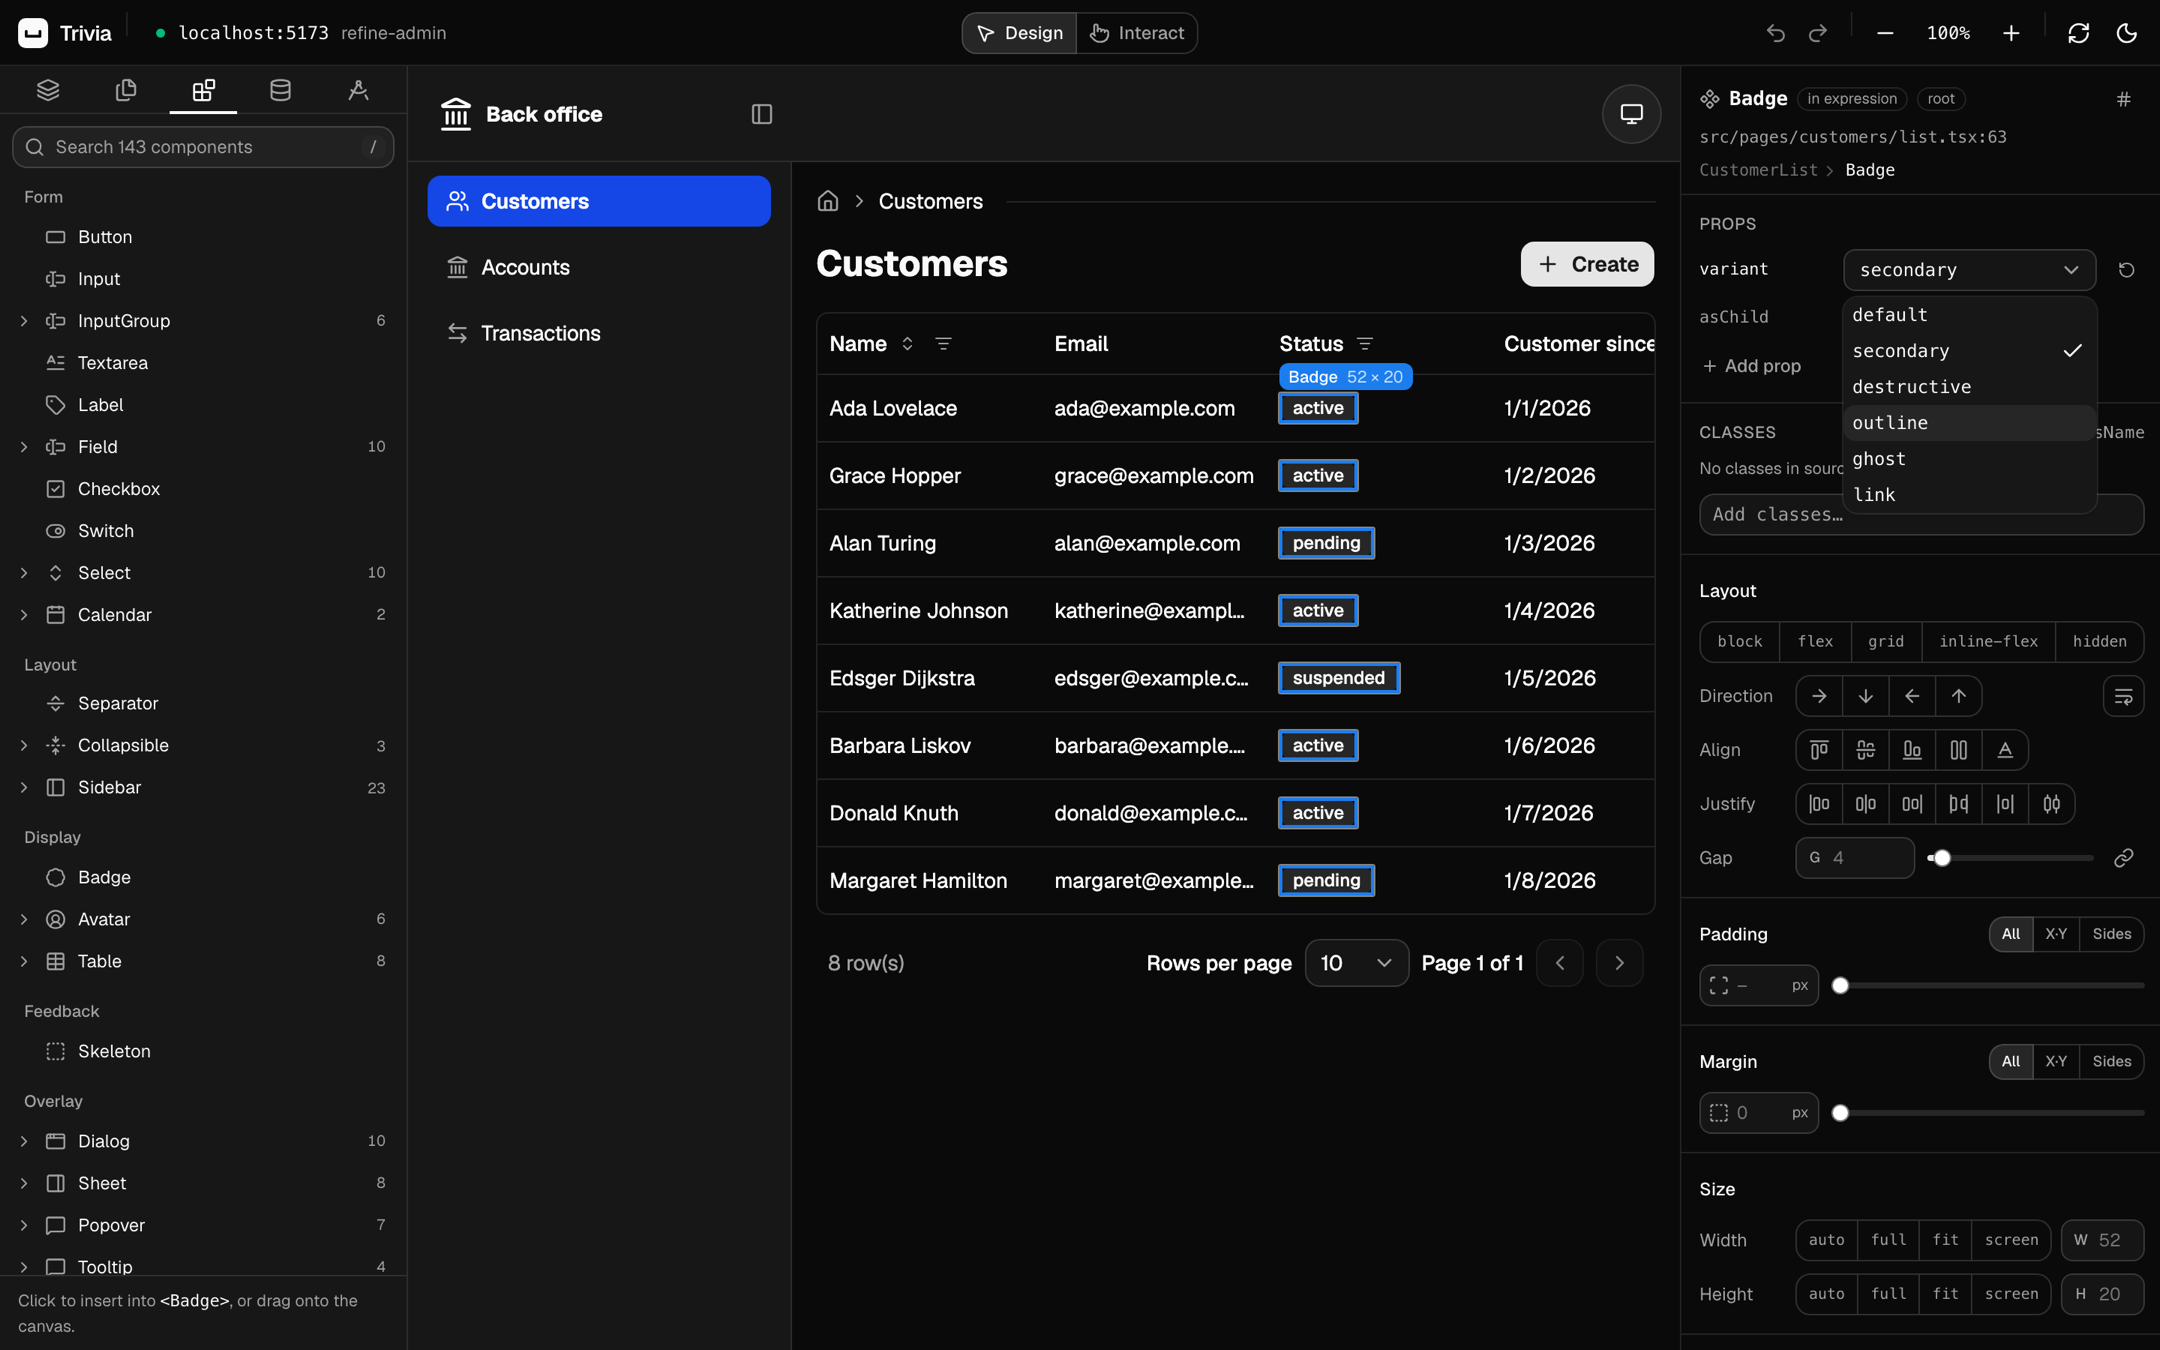 Trivia
localhost:5173 refine-admin
Design
Interact
100%
Search 143 components
/
Form
Button
Input
InputGroup 6
Textarea
Label
Field 10
Checkbox
Switch
Select 10
Calendar 2
Layout
Separator
Collapsible 3
Sidebar 23
Display
Badge
Avatar 6
Table 8
Feedback
Skeleton
Overlay
Dialog 10
Sheet 8
Popover 7
Tooltip 4
Click to insert into <Badge>, or drag onto the
canvas.
Back office
Customers
Accounts
Transactions
Customers
Customers
Create
Name Email Status Customer since
Badge 52 × 20
Ada Lovelace ada@example.com active 1/1/2026
Grace Hopper grace@example.com active 1/2/2026
Alan Turing alan@example.com pending 1/3/2026
Katherine Johnson katherine@exampl... active 1/4/2026
Edsger Dijkstra edsger@example.c... suspended 1/5/2026
Barbara Liskov barbara@example.... active 1/6/2026
Donald Knuth donald@example.c... active 1/7/2026
Margaret Hamilton margaret@example... pending 1/8/2026
8 row(s)
Rows per page 10 Page 1 of 1
Badge in expression root
#
src/pages/customers/list.tsx:63
CustomerList > Badge
PROPS
variant secondary
asChild
+ Add prop
default
secondary
destructive
outline
ghost
link
CLASSES sName
No classes in sourc
Add classes…
Layout
block flex grid inline-flex hidden
Direction
Align
Justify
Gap G 4
Padding All X·Y Sides
– px
Margin All X·Y Sides
0 px
Size
Width auto full fit screen W 52
Height auto full fit screen H 20